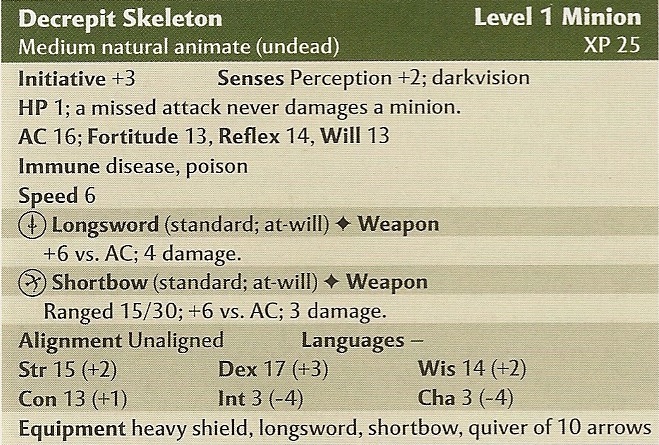 Decrepit Skeleton Level 1 Minion
Medium natural animate (undead) XP 25
Initiative +3 Senses Perception +2; darkvision
HP 1; a missed attack never damages a minion.
AC 16; Fortitude 13, Reflex 14, Will 13
Immune disease, poison
Speed 6
Longsword (standard; at-will) ✦ Weapon
+6 vs. AC; 4 damage.
Shortbow (standard; at-will) ✦ Weapon
Ranged 15/30; +6 vs. AC; 3 damage.
Alignment Unaligned Languages –
Str 15 (+2) Dex 17 (+3) Wis 14 (+2)
Con 13 (+1) Int 3 (-4) Cha 3 (-4)
Equipment heavy shield, longsword, shortbow, quiver of 10 arrows